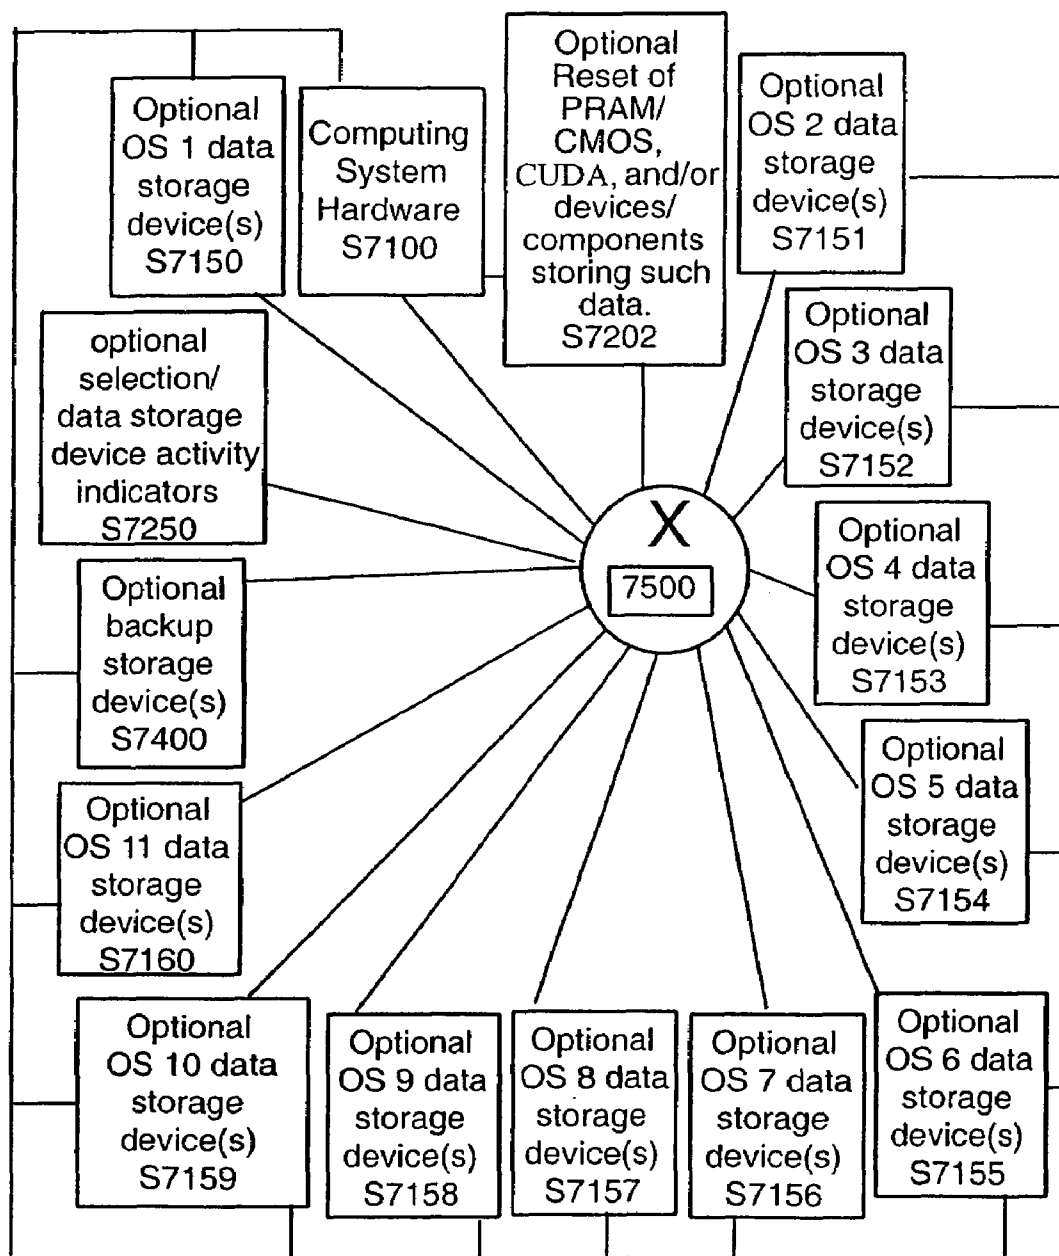 Optional
OS 1 data
storage
device(s)
S7150
Computing
System
Hardware
S7100
Optional
Reset of
PRAM/
CMOS,
CUDA, and/or
devices/
components
storing such
data.
S7202
Optional
OS 2 data
storage
device(s)
S7151
Optional
OS 3 data
storage
device(s)
S7152
optional
selection/
data storage
device activity
indicators
S7250
X
7500
Optional
OS 4 data
storage
device(s)
S7153
Optional
backup
storage
device(s)
S7400
Optional
OS 5 data
storage
device(s)
S7154
Optional
OS 11 data
storage
device(s)
S7160
Optional
OS 10 data
storage
device(s)
S7159
Optional
OS 9 data
storage
device(s)
S7158
Optional
OS 8 data
storage
device(s)
S7157
Optional
OS 7 data
storage
device(s)
S7156
Optional
OS 6 data
storage
device(s)
S7155